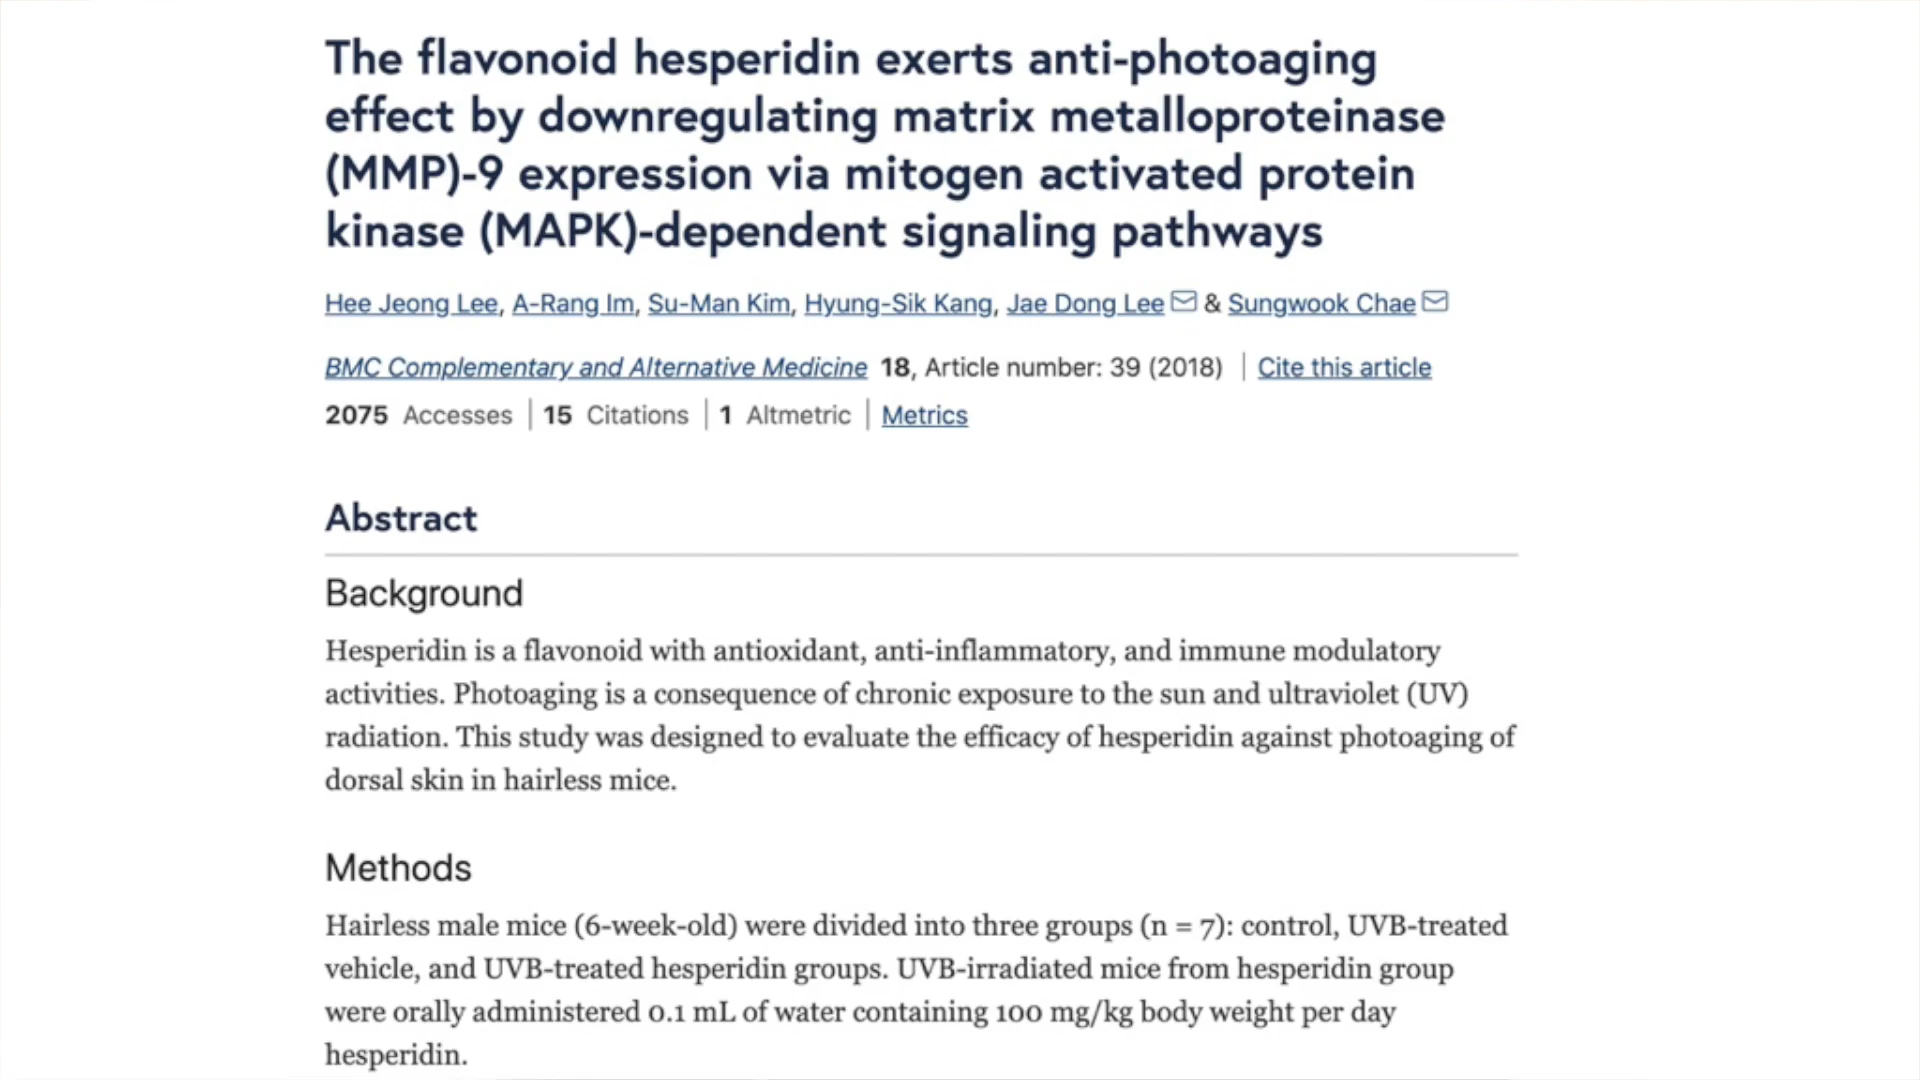 The flavonoid hesperidin exerts anti-photoaging
effect by downregulating matrix metalloproteinase
(MMP)-9 expression via mitogen activated protein
kinase (MAPK)-dependent signaling pathways
Hee Jeong Lee, A-Rang Im, Su-Man Kim, Hyung-Sik Kang, Jae Dong Lee & Sungwook Chae
BMC Complementary and Alternative Medicine 18, Article number: 39 (2018) | Cite this article
2075 Accesses | 15 Citations | 1 Altmetric | Metrics
Abstract
Background
Hesperidin is a flavonoid with antioxidant, anti-inflammatory, and immune modulatory
activities. Photoaging is a consequence of chronic exposure to the sun and ultraviolet (UV)
radiation. This study was designed to evaluate the efficacy of hesperidin against photoaging of
dorsal skin in hairless mice.
Methods
Hairless male mice (6-week-old) were divided into three groups (n = 7): control, UVB-treated
vehicle, and UVB-treated hesperidin groups. UVB-irradiated mice from hesperidin group
were orally administered 0.1 mL of water containing 100 mg/kg body weight per day
hesperidin.